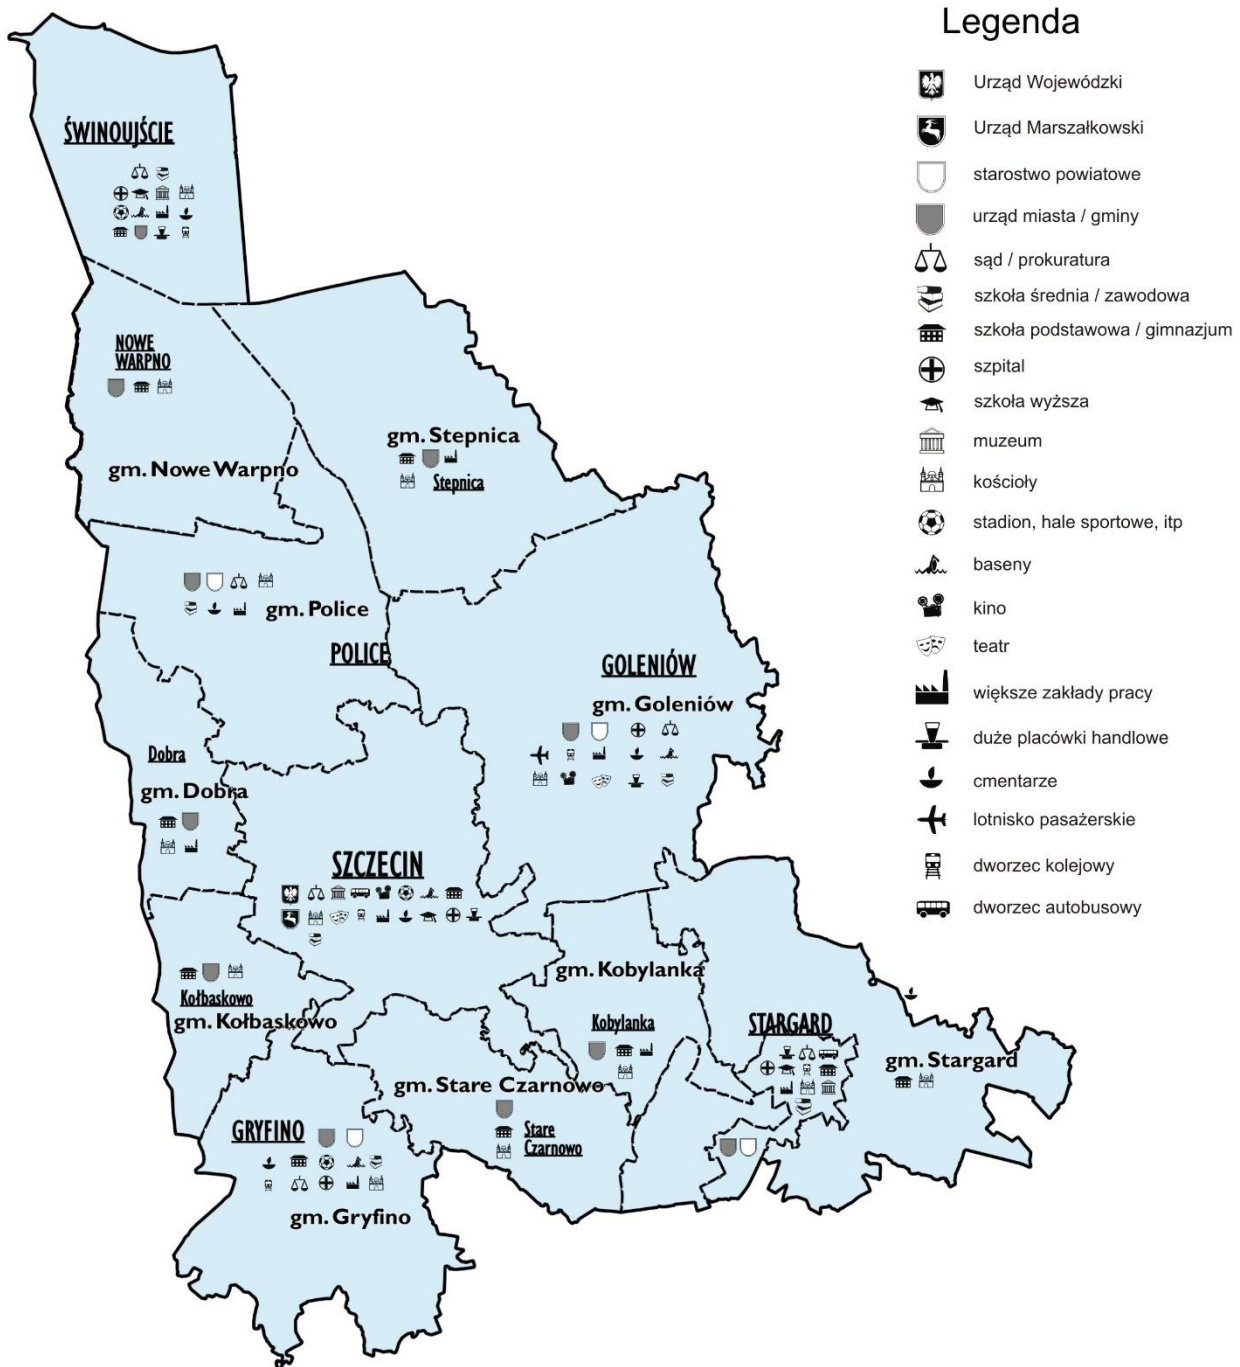 Legenda
Urząd Wojewódzki
Urząd Marszałkowski
starostwo powiatowe
urząd miasta / gminy
sąd / prokuratura
szkoła średnia / zawodowa
szkoła podstawowa / gimnazjum
szpital
szkoła wyższa
muzeum
kościoły
stadion, hale sportowe, itp
baseny
kino
teatr
większe zakłady pracy
duże placówki handlowe
cmentarze
lotnisko pasażerskie
dworzec kolejowy
dworzec autobusowy
ŚWINOUJŚCIE
NOWE
WARPNO
gm. Nowe Warpno
gm. Stepnica
Stepnica
gm. Police
POLICE
GOLENIÓW
gm. Goleniów
Dobra
gm. Dobra
SZCZECIN
gm. Kobylanka
Kobylanka
Kołbaskowo
gm. Kołbaskowo
STARGARD
gm. Stargard
gm. Stare Czarnowo
Stare
Czarnowo
GRYFINO
gm. Gryfino